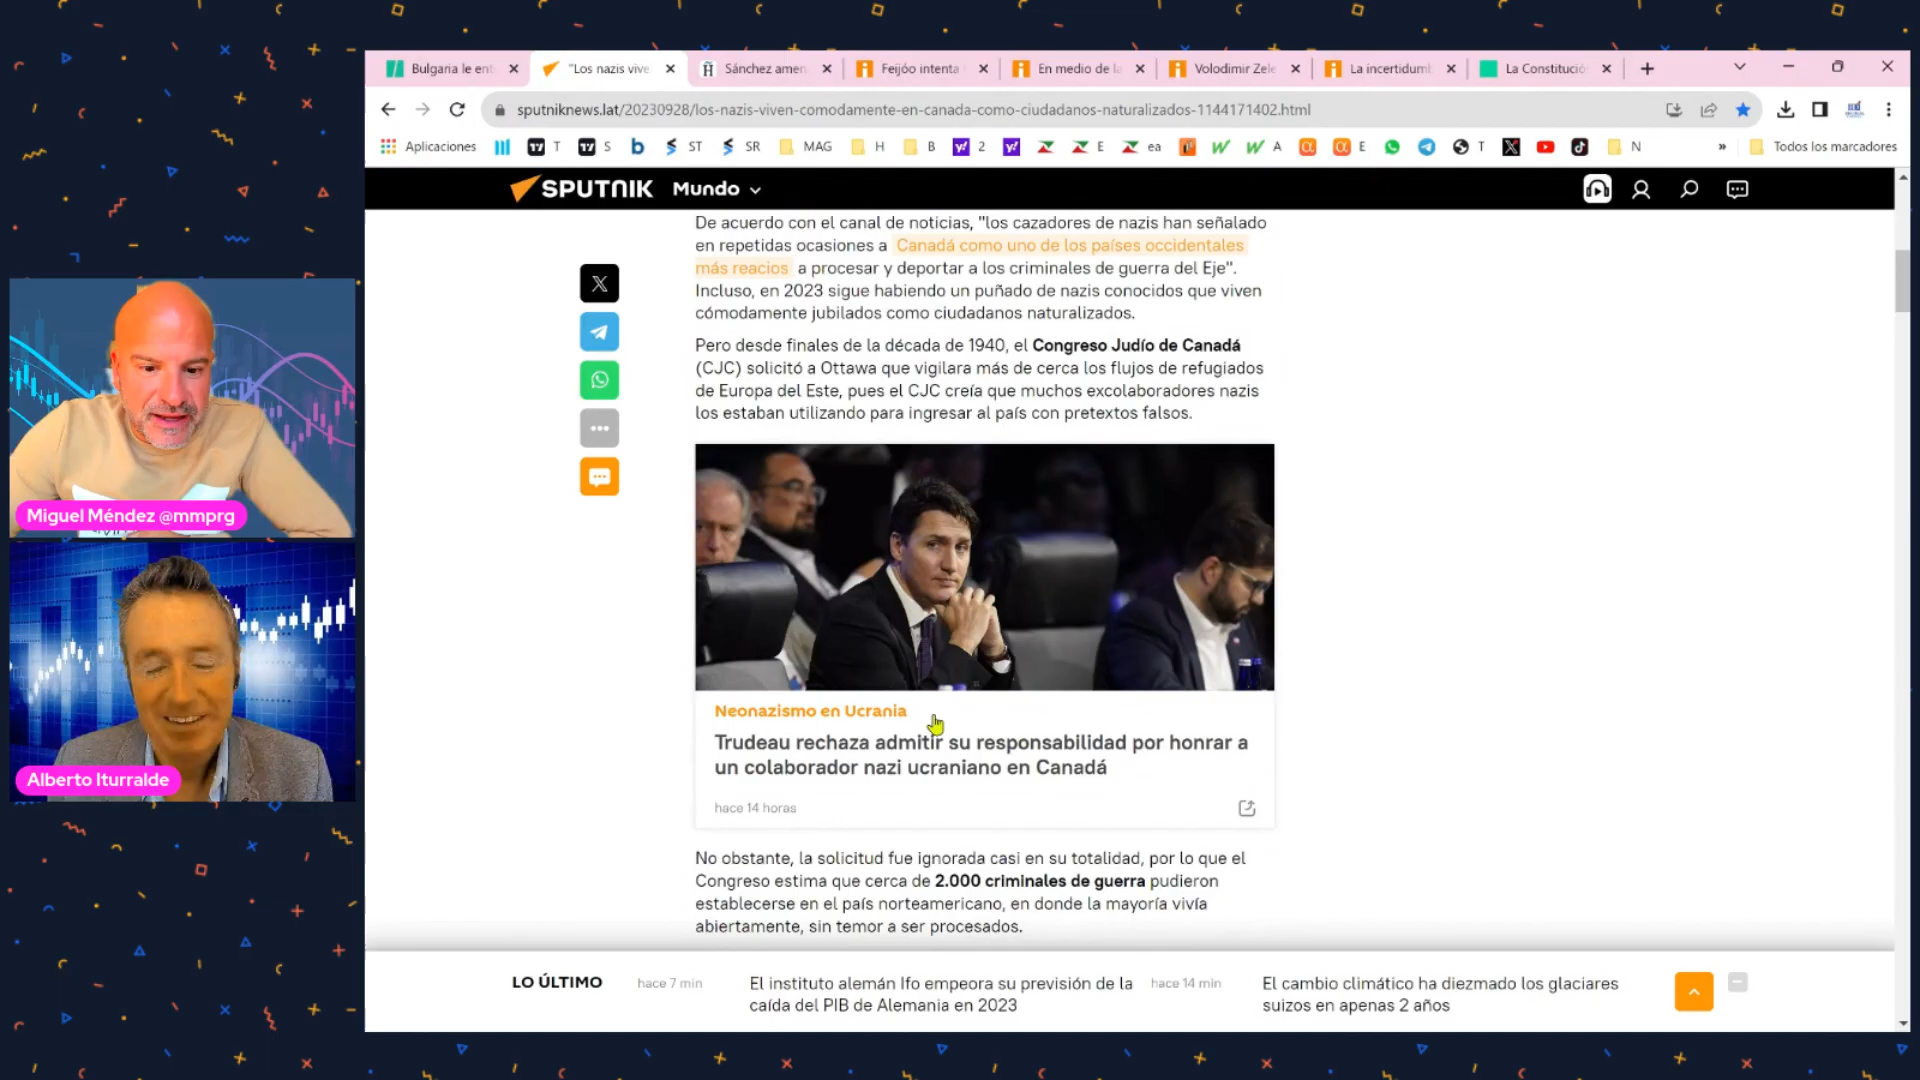 Bulgaria le ent
"Los nazis vive
Sánchez amen
Feijóo intenta
En medio de la
Volodimir Zele
La incertidumb
La Constitució
sputniknews.lat/20230928/los-nazis-viven-comodamente-en-canada-como-ciudadanos-naturalizados-1144171402.html
Aplicaciones
T
S
ST
SR
MAG
H
B
2
E
ea
A
E
T
N
»
Todos los marcadores
SPUTNIK
Mundo
De acuerdo con el canal de noticias, "los cazadores de nazis han señalado
en repetidas ocasiones a Canadá como uno de los países occidentales
más reacios a procesar y deportar a los criminales de guerra del Eje".
Incluso, en 2023 sigue habiendo un puñado de nazis conocidos que viven
cómodamente jubilados como ciudadanos naturalizados.
Pero desde finales de la década de 1940, el Congreso Judío de Canadá
(CJC) solicitó a Ottawa que vigilara más de cerca los flujos de refugiados
de Europa del Este, pues el CJC creía que muchos excolaboradores nazis
los estaban utilizando para ingresar al país con pretextos falsos.
Miguel Méndez @mmprg
Neonazismo en Ucrania
Trudeau rechaza admitir su responsabilidad por honrar a
un colaborador nazi ucraniano en Canadá
Alberto Iturralde
hace 14 horas
No obstante, la solicitud fue ignorada casi en su totalidad, por lo que el
Congreso estima que cerca de 2.000 criminales de guerra pudieron
establecerse en el país norteamericano, en donde la mayoría vivía
abiertamente, sin temor a ser procesados.
LO ÚLTIMO
hace 7 min
El instituto alemán Ifo empeora su previsión de la
caída del PIB de Alemania en 2023
hace 14 min
El cambio climático ha diezmado los glaciares
suizos en apenas 2 años